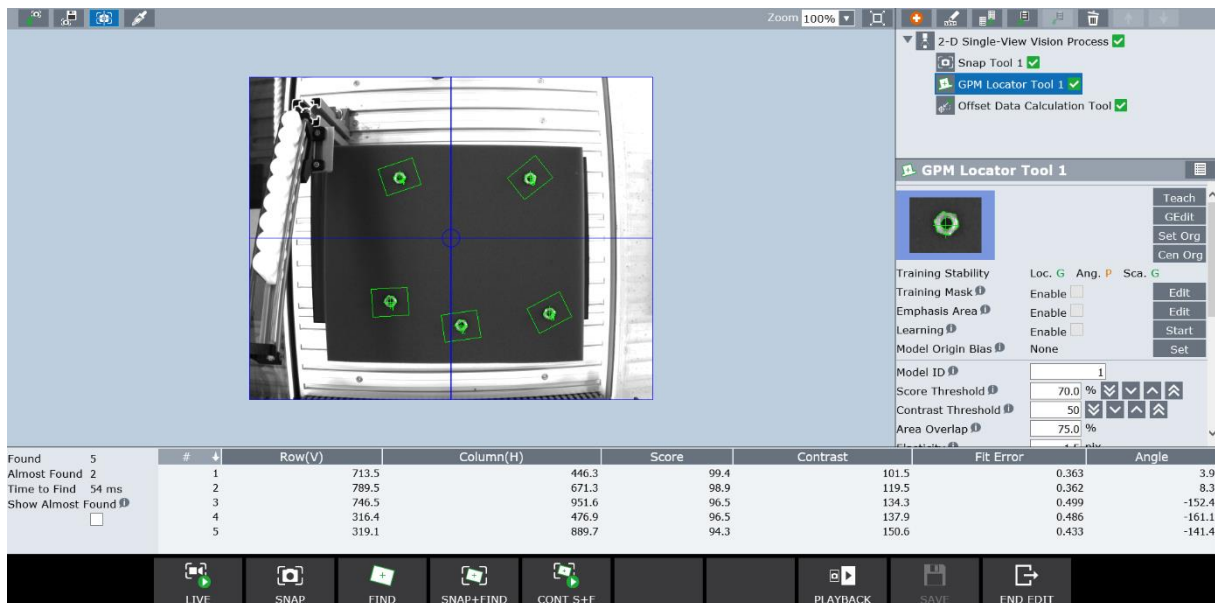 Zoom 100%
2-D Single-View Vision Process
Snap Tool 1
GPM Locator Tool 1
Offset Data Calculation Tool
GPM Locator Tool 1
Teach
GEdit
Set Org
Cen Org
Training Stability Loc. G Ang. P Sca. G
Training Mask Enable Edit
Emphasis Area Enable Edit
Learning Enable Start
Model Origin Bias None Set
Model ID 1
Score Threshold 70.0 %
Contrast Threshold 50
Area Overlap 75.0 %
Found 5
Almost Found 2
Time to Find 54 ms
Show Almost Found
# Row(V) Column(H) Score Contrast Fit Error Angle
1 713.5 446.3 99.4 101.5 0.363 3.9
2 789.5 671.3 98.9 119.5 0.362 8.3
3 746.5 951.6 96.5 134.3 0.499 -152.4
4 316.4 476.9 96.5 137.9 0.486 -161.1
5 319.1 889.7 94.3 150.6 0.433 -141.4
LIVE SNAP FIND SNAP+FIND CONT S+F PLAYBACK SAVE END EDIT